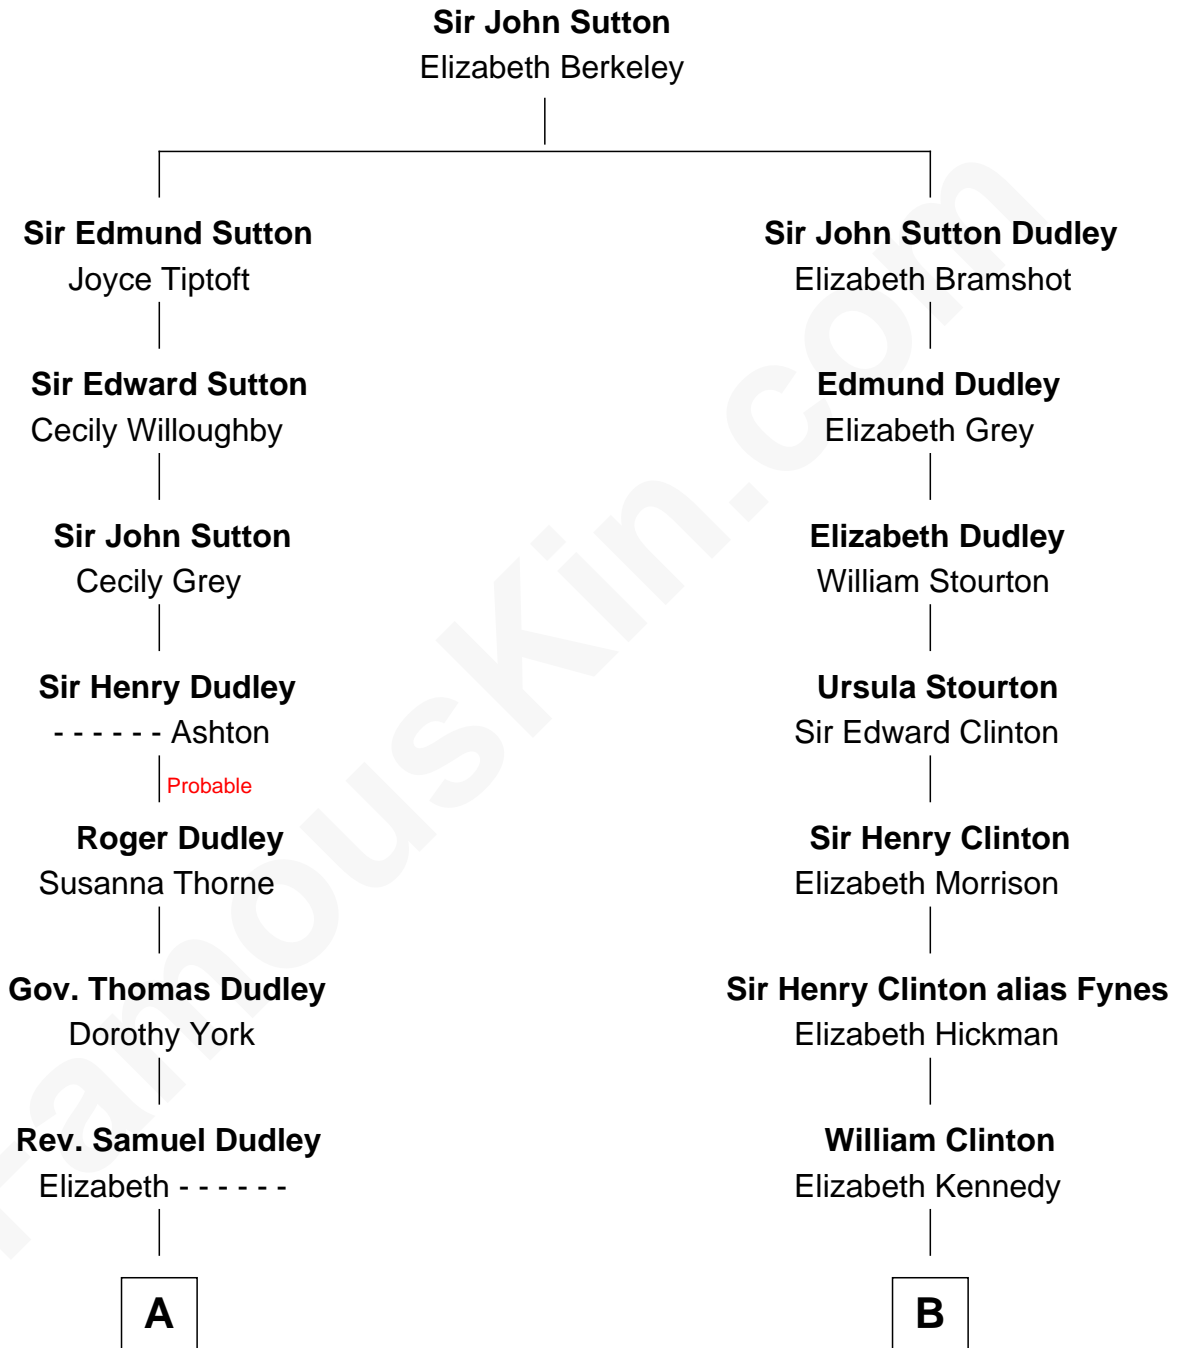 Sir John Sutton
Elizabeth Berkeley
Sir Edmund Sutton
Joyce Tiptoft
Sir Edward Sutton
Cecily Willoughby
Sir John Sutton
Cecily Grey
Sir Henry Dudley
- - - - - - Ashton
Probable
Roger Dudley
Susanna Thorne
Gov. Thomas Dudley
Dorothy York
Rev. Samuel Dudley
Elizabeth - - - - - -
A
Sir John Sutton Dudley
Elizabeth Bramshot
Edmund Dudley
Elizabeth Grey
Elizabeth Dudley
William Stourton
Ursula Stourton
Sir Edward Clinton
Sir Henry Clinton
Elizabeth Morrison
Sir Henry Clinton alias Fynes
Elizabeth Hickman
William Clinton
Elizabeth Kennedy
B
FamousKin.com